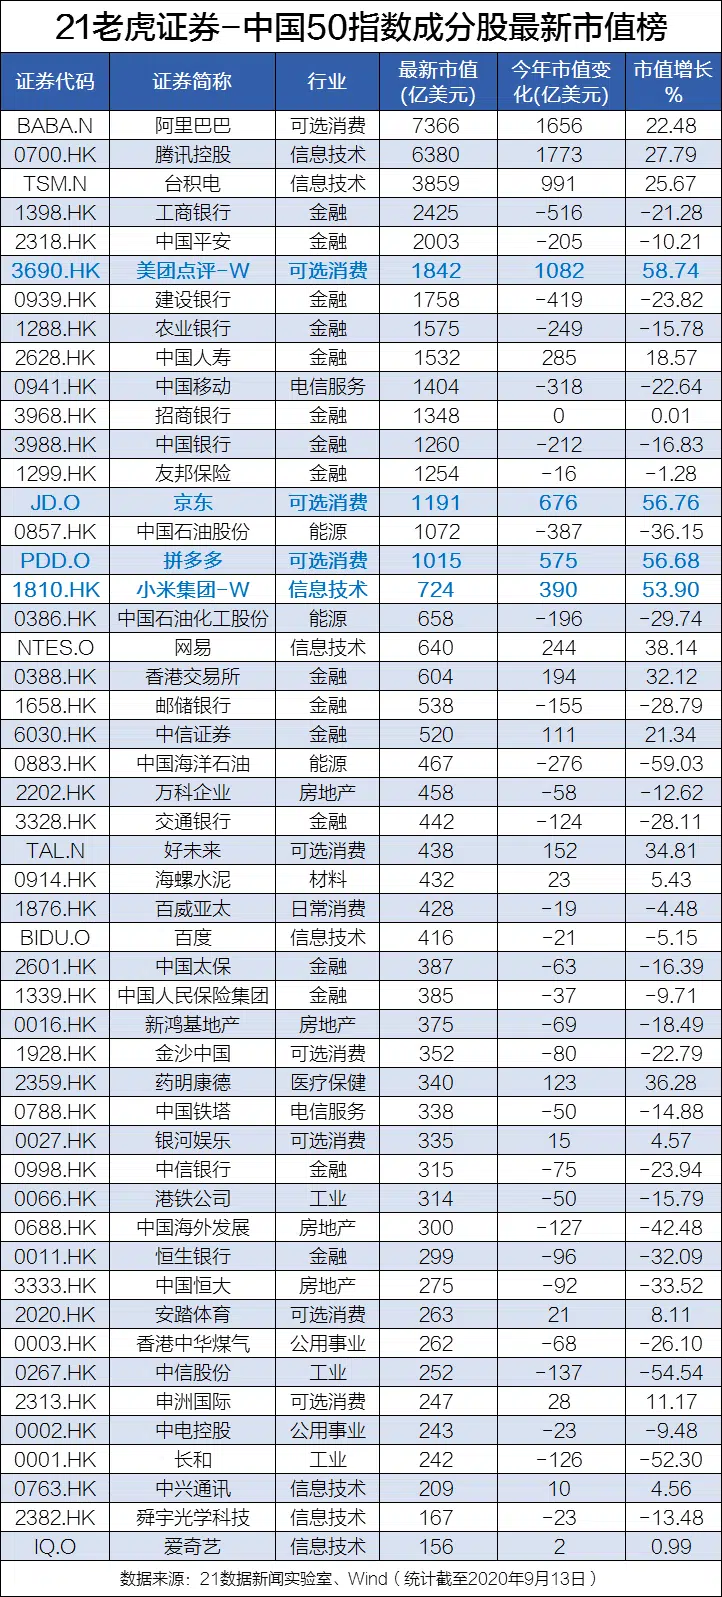 21老虎证券-中国50指数成分股最新市值榜
证券代码 证券简称 行业 最新市值(亿美元) 今年市值变化(亿美元) 市值增长%
BABA.N 阿里巴巴 可选消费 7366 1656 22.48
0700.HK 腾讯控股 信息技术 6380 1773 27.79
TSM.N 台积电 信息技术 3859 991 25.67
1398.HK 工商银行 金融 2425 -516 -21.28
2318.HK 中国平安 金融 2003 -205 -10.21
3690.HK 美团点评-W 可选消费 1842 1082 58.74
0939.HK 建设银行 金融 1758 -419 -23.82
1288.HK 农业银行 金融 1575 -249 -15.78
2628.HK 中国人寿 金融 1532 285 18.57
0941.HK 中国移动 电信服务 1404 -318 -22.64
3968.HK 招商银行 金融 1348 0 0.01
3988.HK 中国银行 金融 1260 -212 -16.83
1299.HK 友邦保险 金融 1254 -16 -1.28
JD.O 京东 可选消费 1191 676 56.76
0857.HK 中国石油股份 能源 1072 -387 -36.15
PDD.O 拼多多 可选消费 1015 575 56.68
1810.HK 小米集团-W 信息技术 724 390 53.90
0386.HK 中国石油化工股份 能源 658 -196 -29.74
NTES.O 网易 信息技术 640 244 38.14
0388.HK 香港交易所 金融 604 194 32.12
1658.HK 邮储银行 金融 538 -155 -28.79
6030.HK 中信证券 金融 520 111 21.34
0883.HK 中国海洋石油 能源 467 -276 -59.03
2202.HK 万科企业 房地产 458 -58 -12.62
3328.HK 交通银行 金融 442 -124 -28.11
TAL.N 好未来 可选消费 438 152 34.81
0914.HK 海螺水泥 材料 432 23 5.43
1876.HK 百威亚太 日常消费 428 -19 -4.48
BIDU.O 百度 信息技术 416 -21 -5.15
2601.HK 中国太保 金融 387 -63 -16.39
1339.HK 中国人民保险集团 金融 385 -37 -9.71
0016.HK 新鸿基地产 房地产 375 -69 -18.49
1928.HK 金沙中国 可选消费 352 -80 -22.79
2359.HK 药明康德 医疗保健 340 123 36.28
0788.HK 中国铁塔 电信服务 338 -50 -14.88
0027.HK 银河娱乐 可选消费 335 15 4.57
0998.HK 中信银行 金融 315 -75 -23.94
0066.HK 港铁公司 工业 314 -50 -15.79
0688.HK 中国海外发展 房地产 300 -127 -42.48
0011.HK 恒生银行 金融 299 -96 -32.09
3333.HK 中国恒大 房地产 275 -92 -33.52
2020.HK 安踏体育 可选消费 263 21 8.11
0003.HK 香港中华煤气 公用事业 262 -68 -26.10
0267.HK 中信股份 工业 252 -137 -54.54
2313.HK 申洲国际 可选消费 247 28 11.17
0002.HK 中电控股 公用事业 243 -23 -9.48
0001.HK 长和 工业 242 -126 -52.30
0763.HK 中兴通讯 信息技术 209 10 4.56
2382.HK 舜宇光学科技 信息技术 167 -23 -13.48
IQ.O 爱奇艺 信息技术 156 2 0.99
数据来源：21数据新闻实验室、Wind（统计截至2020年9月13日）